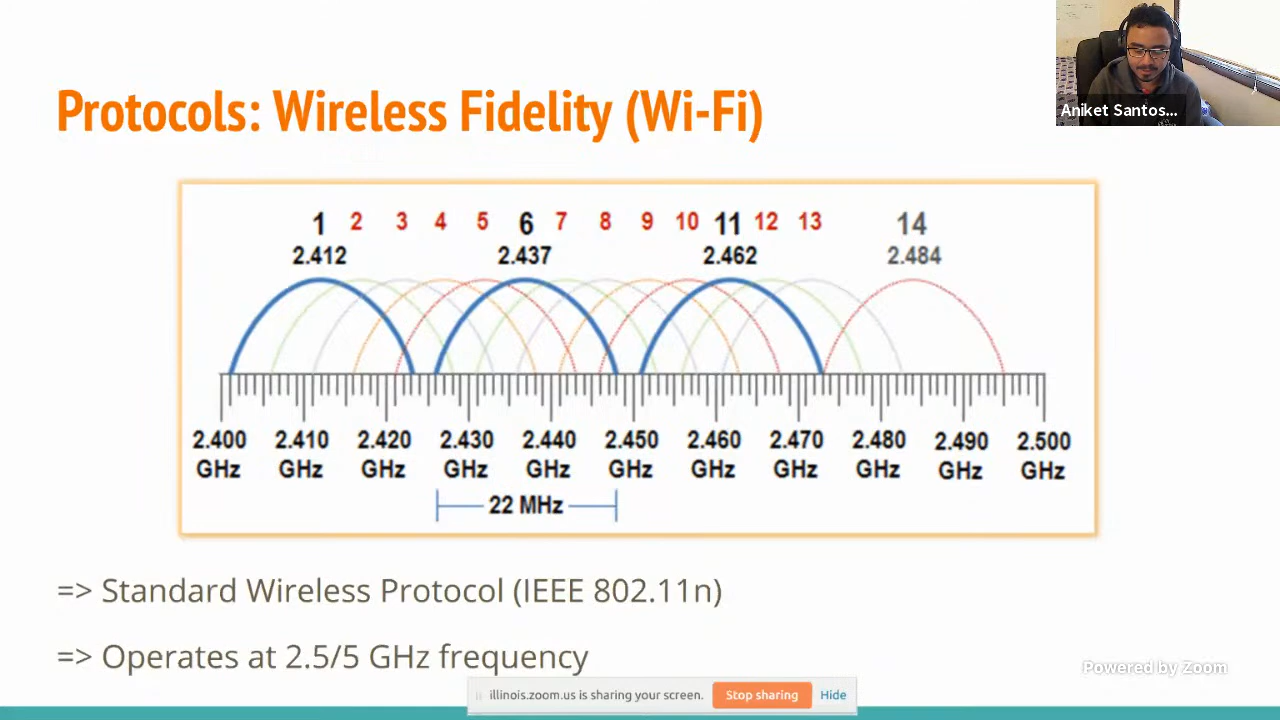 Protocols: Wireless Fidelity (Wi-Fi)
Aniket Santos...
1 2 3 4 5 6 7 8 9 10 11 12 13 14
2.412 2.437 2.462 2.484
2.400 2.410 2.420 2.430 2.440 2.450 2.460 2.470 2.480 2.490 2.500
GHz GHz GHz GHz GHz GHz GHz GHz GHz GHz GHz
22 MHz
=> Standard Wireless Protocol (IEEE 802.11n)
=> Operates at 2.5/5 GHz frequency
Powered by Zoom
illinois.zoom.us is sharing your screen. Stop sharing Hide